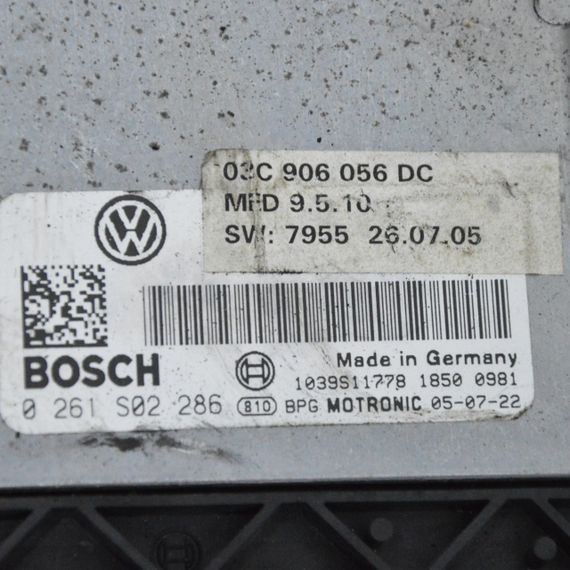 03C 906 056 DC
MED 9.5.10
SW: 7955 26.07.05
BOSCH
Made in Germany
1039S11778 1850 0981
0 261 S02 286 810 BPG MOTRONIC 05-07-22